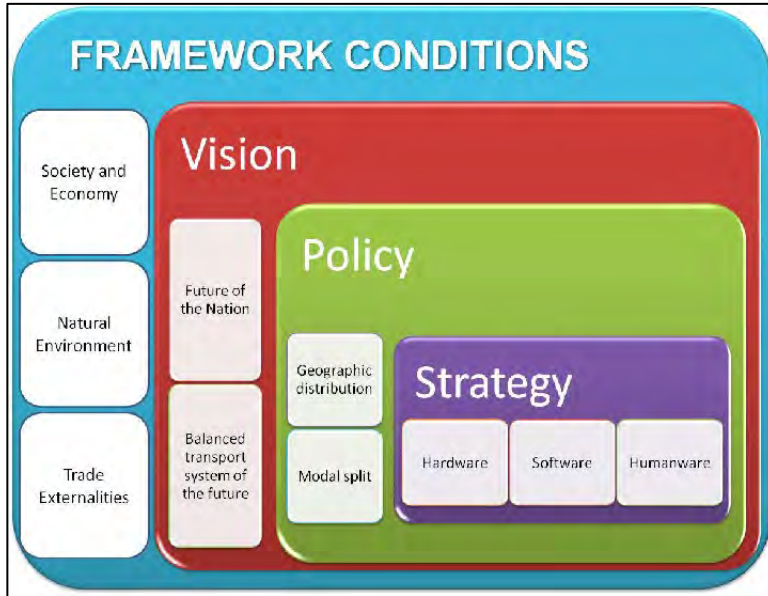 FRAMEWORK CONDITIONS
Society and
Economy
Natural
Environment
Trade
Externalities
Vision
Future of
the Nation
Balanced
transport
system of
the future
Policy
Geographic
distribution
Modal split
Strategy
Hardware
Software
Humanware